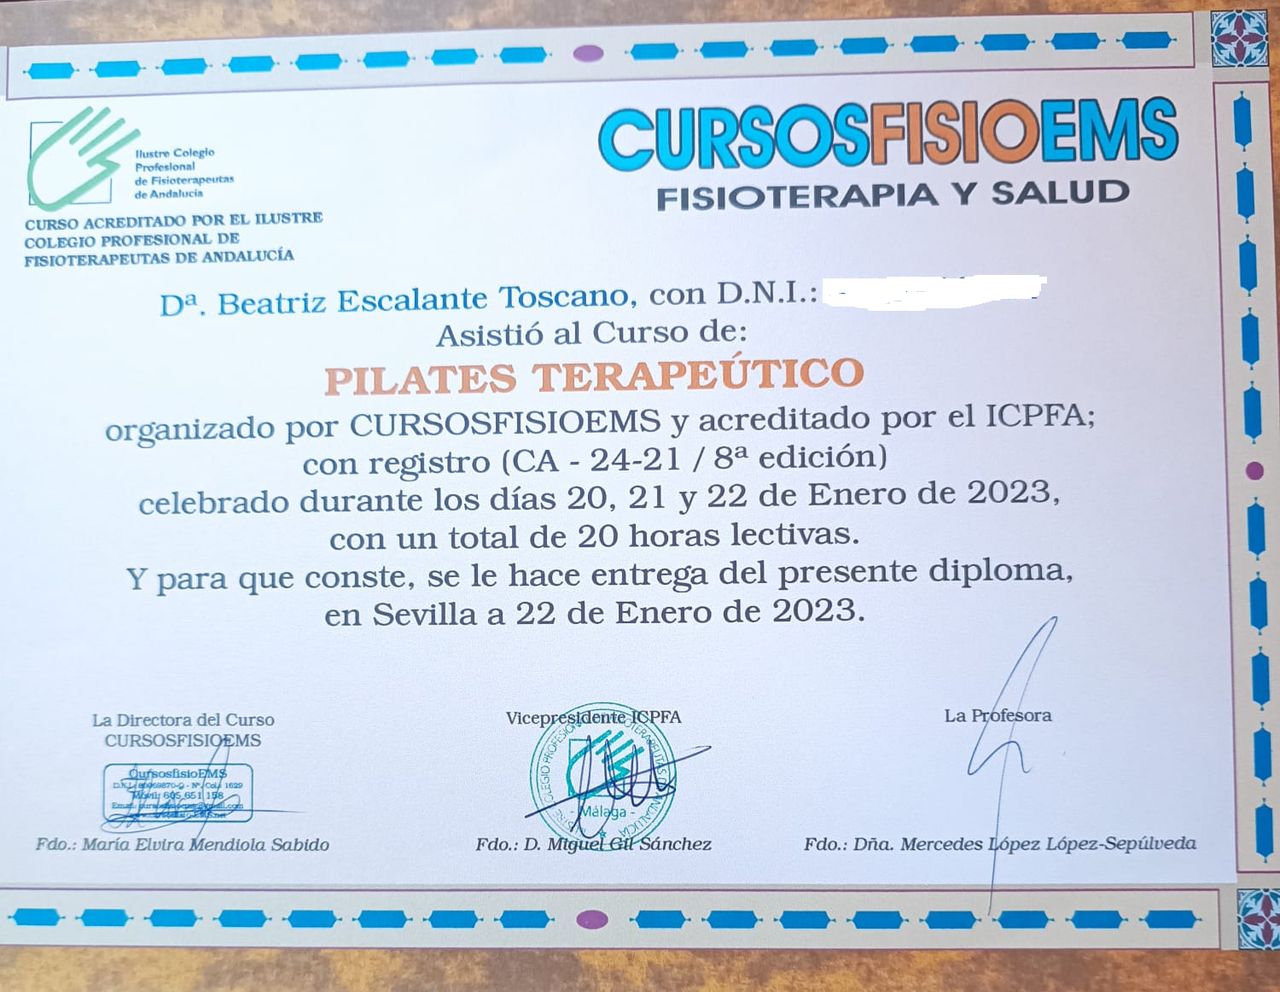 Ilustre Colegio
Profesional
de Fisioterapeutas
de Andalucía
CURSO ACREDITADO POR EL ILUSTRE
COLEGIO PROFESIONAL DE
FISIOTERAPEUTAS DE ANDALUCÍA
CURSOSFISIOEMS
FISIOTERAPIA Y SALUD
Dª. Beatriz Escalante Toscano, con D.N.I.:
Asistió al Curso de:
PILATES TERAPEÚTICO
organizado por CURSOSFISIOEMS y acreditado por el ICPFA;
con registro (CA - 24-21 / 8ª edición)
celebrado durante los días 20, 21 y 22 de Enero de 2023,
con un total de 20 horas lectivas.
Y para que conste, se le hace entrega del presente diploma,
en Sevilla a 22 de Enero de 2023.
La Directora del Curso
CURSOSFISIOEMS
CursosfisioEMS
Móvil: 605 651 158
Fdo.: María Elvira Mendiola Sabido
Vicepresidente ICPFA
- Málaga -
Fdo.: D. Miguel Gil Sánchez
La Profesora
Fdo.: Dña. Mercedes López López-Sepúlveda